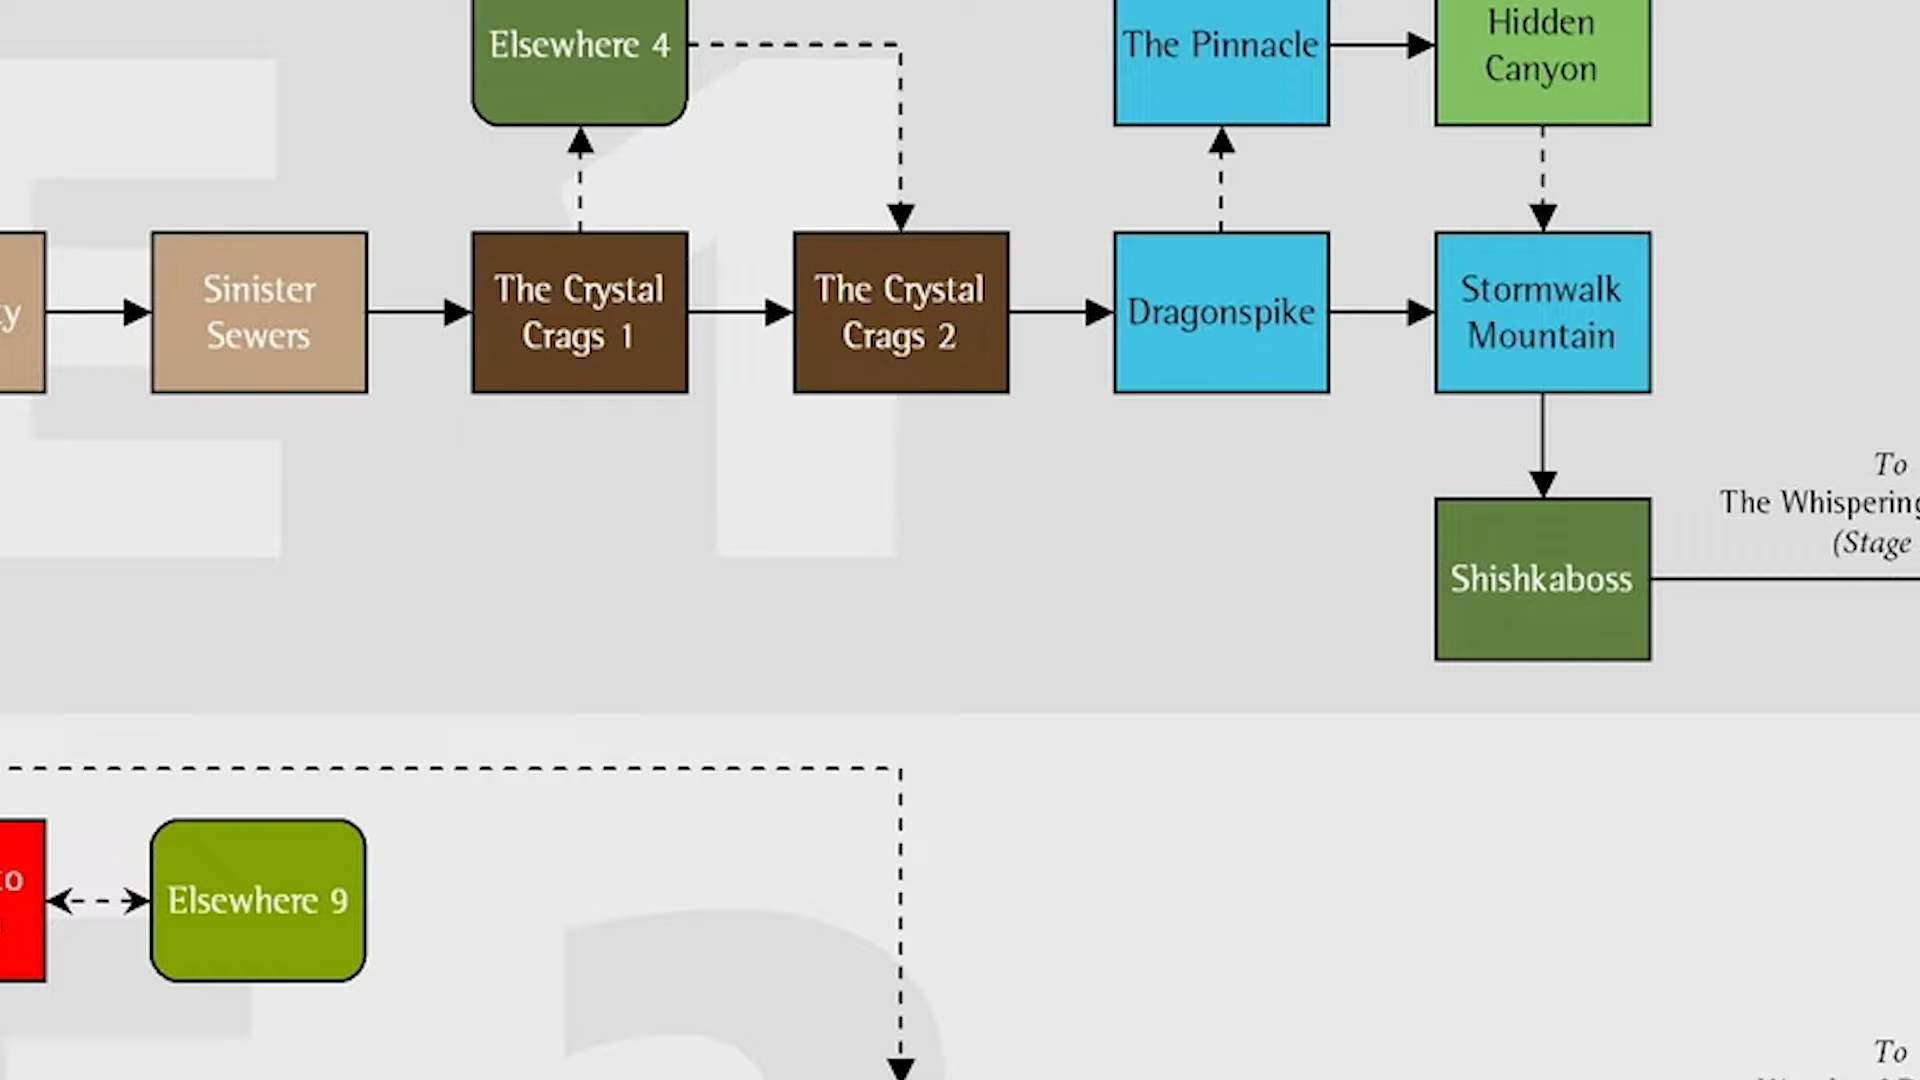 Elsewhere 4
The Pinnacle
Hidden
Canyon
Sinister
Sewers
The Crystal
Crags 1
The Crystal
Crags 2
Dragonspike
Stormwalk
Mountain
To
The Whispering
(Stage
Shishkaboss
Elsewhere 9
To